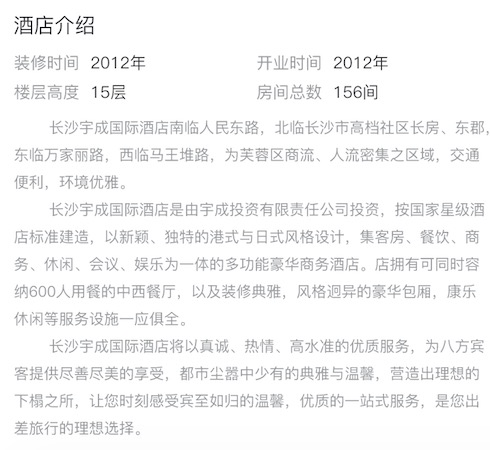 酒店介绍
装修时间 2012年 开业时间 2012年
楼层高度 15层 房间总数 156间
长沙宇成国际酒店南临人民东路，北临长沙市高档社区长房、东郡，
东临万家丽路，西临马王堆路，为芙蓉区商流、人流密集之区域，交通
便利，环境优雅。
长沙宇成国际酒店是由宇成投资有限责任公司投资，按国家星级酒
店标准建造，以新颖、独特的港式与日式风格设计，集客房、餐饮、商
务、休闲、会议、娱乐为一体的多功能豪华商务酒店。店拥有可同时容
纳600人用餐的中西餐厅，以及装修典雅，风格迥异的豪华包厢，康乐
休闲等服务设施一应俱全。
长沙宇成国际酒店将以真诚、热情、高水准的优质服务，为八方宾
客提供尽善尽美的享受，都市尘嚣中少有的典雅与温馨，营造出理想的
下榻之所，让您时刻感受宾至如归的温馨，优质的一站式服务，是您出
差旅行的理想选择。